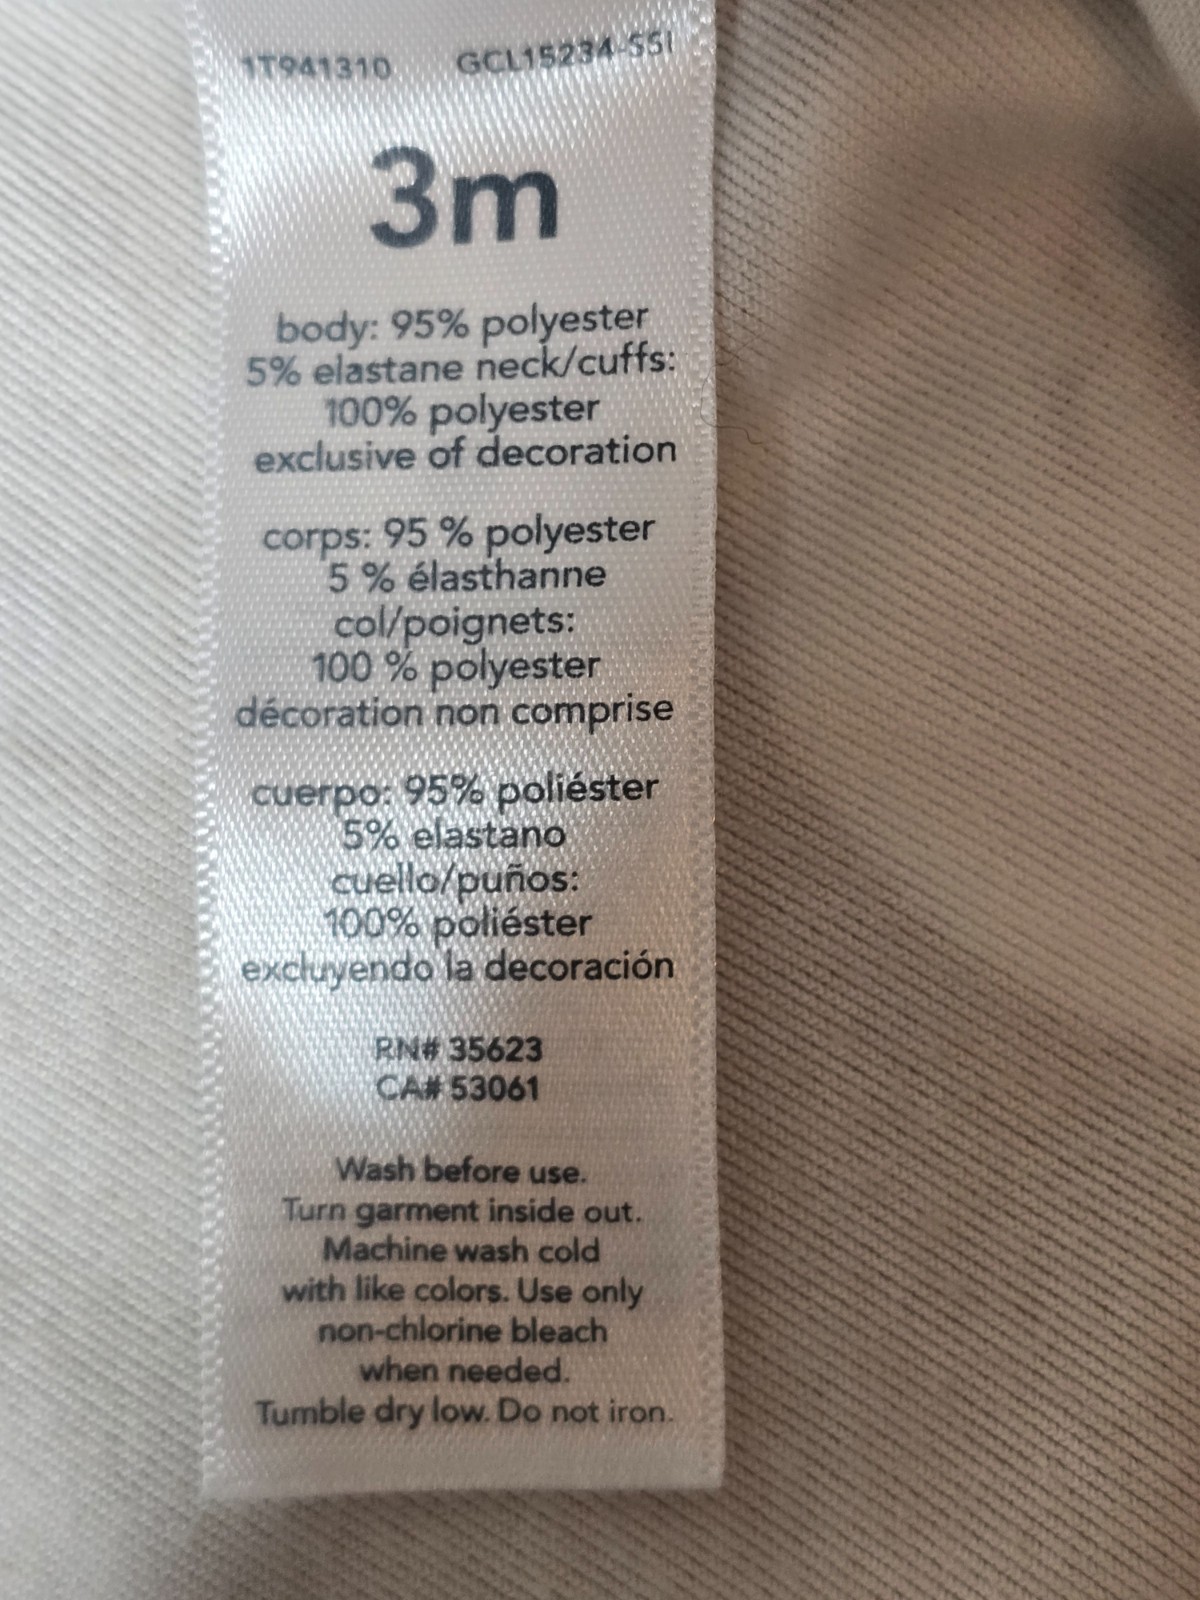 1T941310 GCL15234-SS1
3m
body: 95% polyester
5% elastane neck/cuffs:
100% polyester
exclusive of decoration
corps: 95 % polyester
5 % élasthanne
col/poignets:
100 % polyester
décoration non comprise
cuerpo: 95% poliéster
5% elastano
cuello/puños:
100% poliéster
excluyendo la decoración
RN# 35623
CA# 53061
Wash before use.
Turn garment inside out.
Machine wash cold
with like colors. Use only
non-chlorine bleach
when needed.
Tumble dry low. Do not iron.